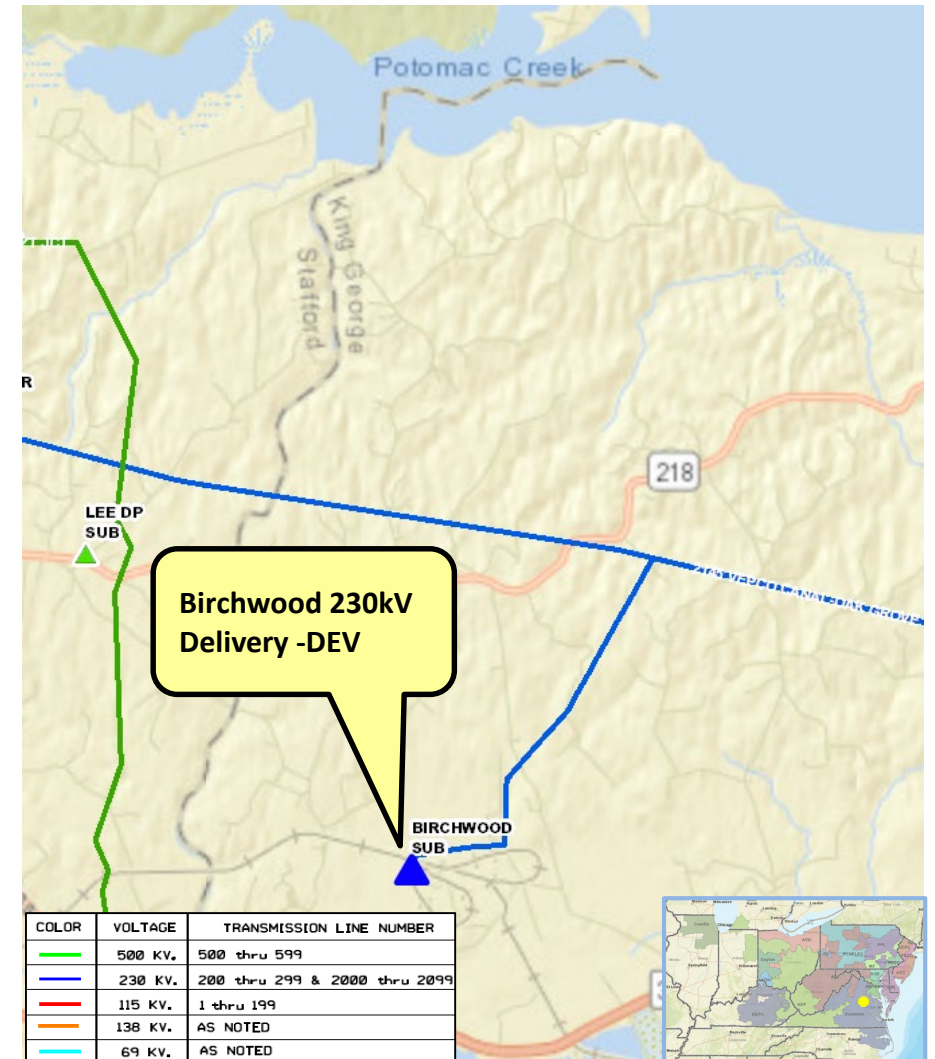 Potomac Creek
King George
Stafford
R
218
LEE DP
SUB
Birchwood 230kV
Delivery -DEV
BIRCHWOOD
SUB
COLOR VOLTAGE TRANSMISSION LINE NUMBER
500 KV. 500 thru 599
230 KV. 200 thru 299 & 2000 thru 2099
115 KV. 1 thru 199
138 KV. AS NOTED
69 KV. AS NOTED